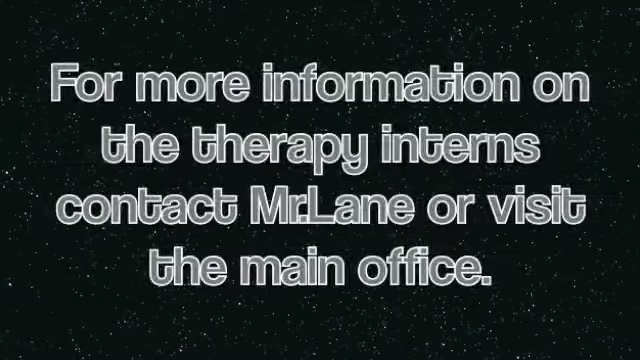 For more information on
the therapy interns
contact Mr.Lane or visit
the main office.